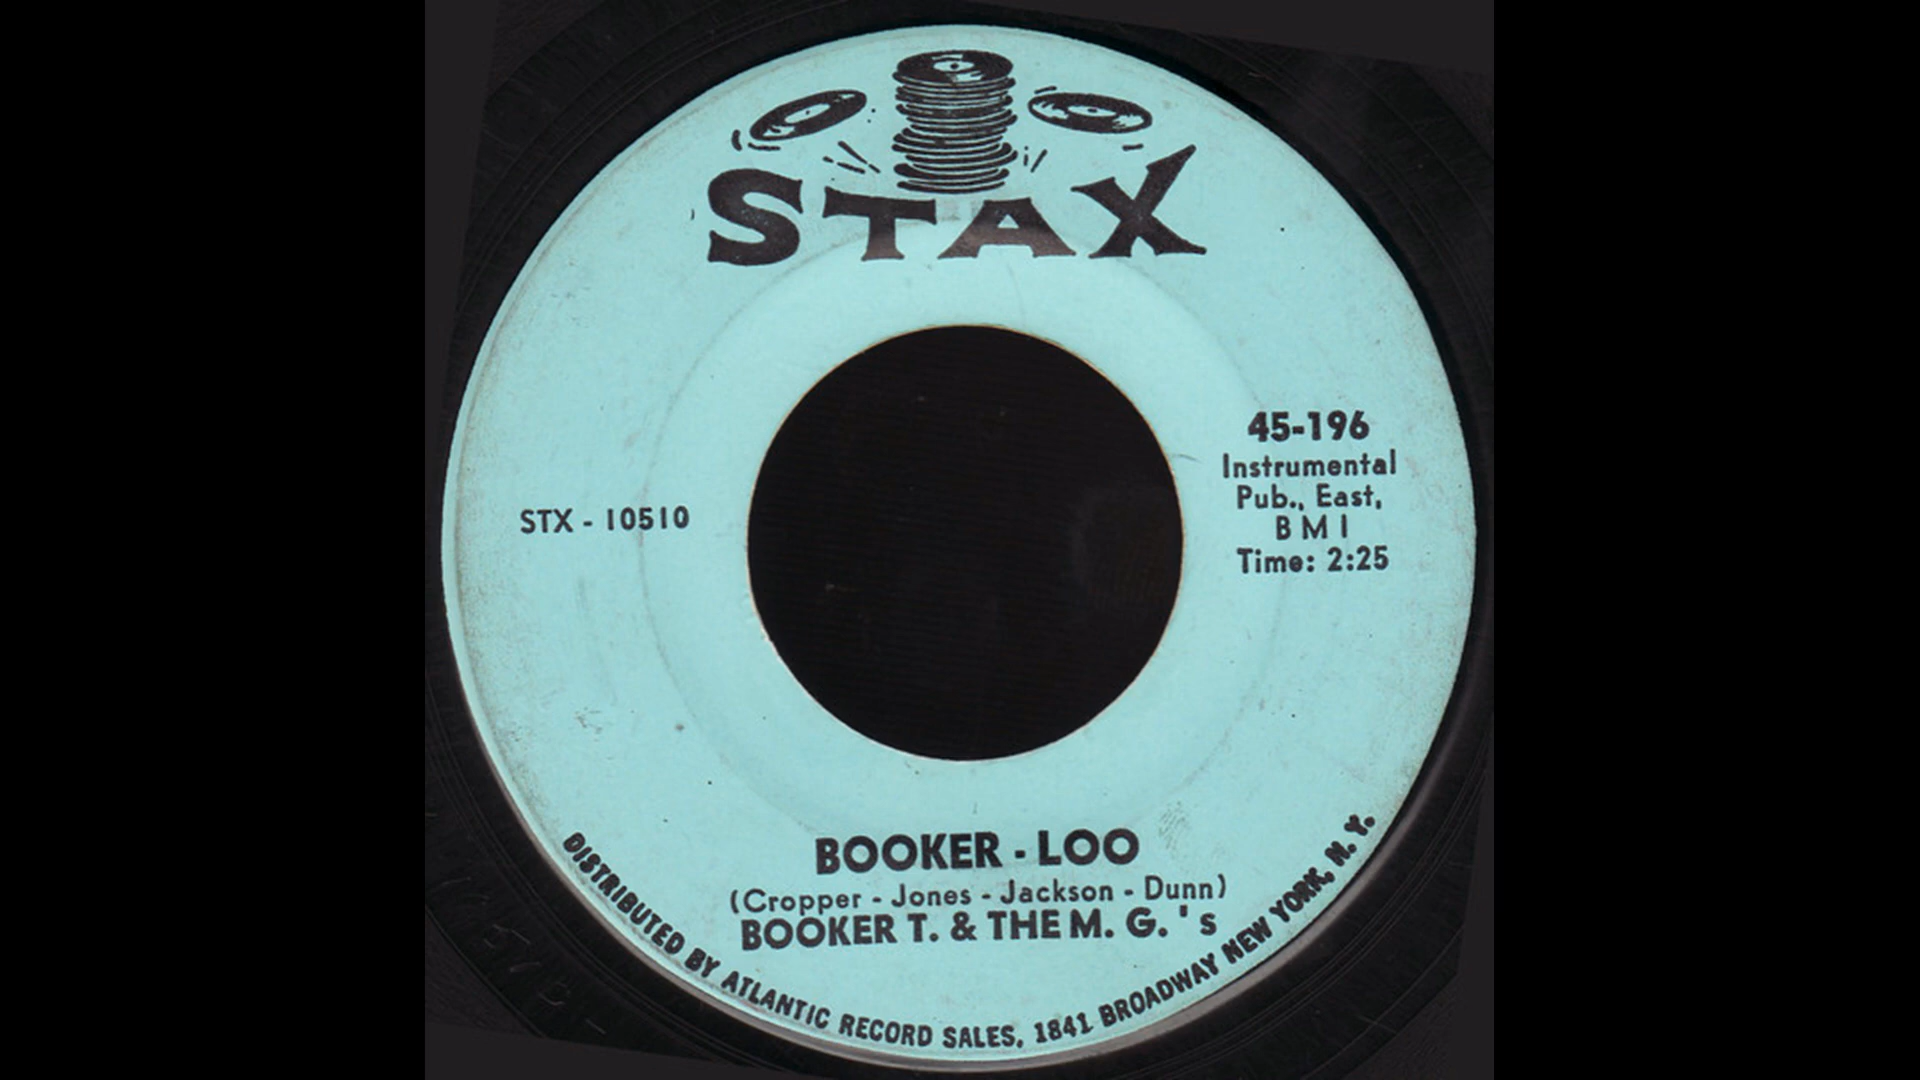 STAX
45-196
Instrumental
Pub., East,
B M I
Time: 2:25
STX - 10510
BOOKER - LOO
(Cropper - Jones - Jackson - Dunn)
BOOKER T. & THE M. G. ' s
DISTRIBUTED BY ATLANTIC RECORD SALES, 1841 BROADWAY NEW YORK, N. Y.